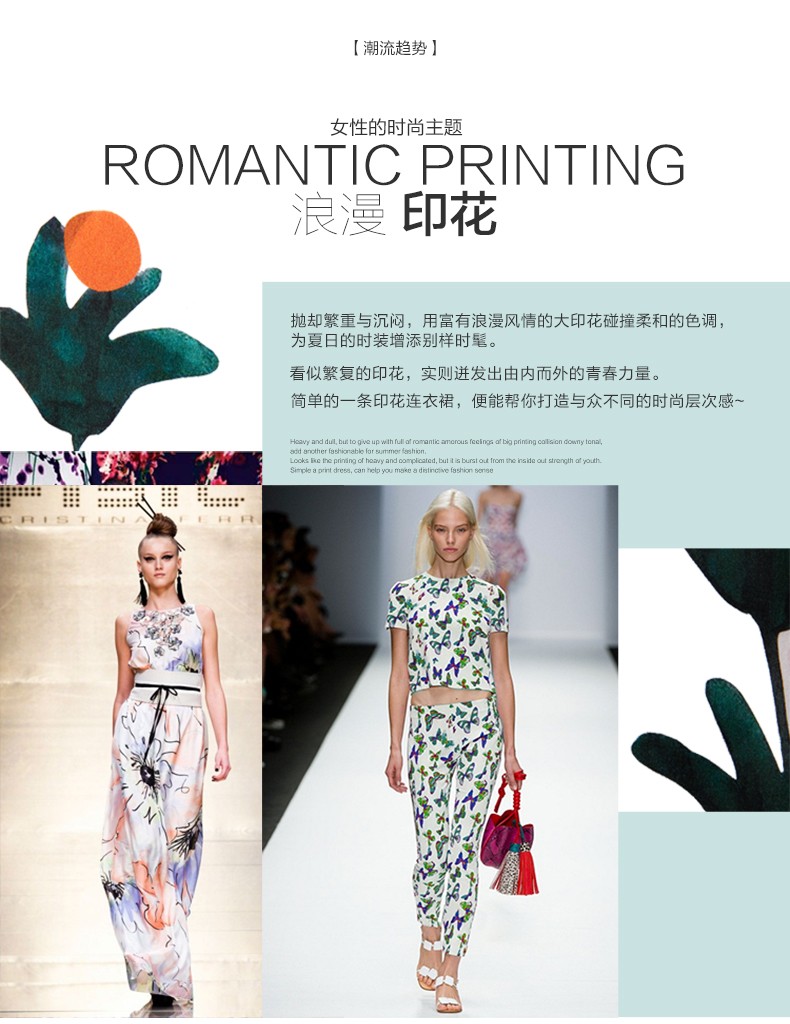 【潮流趋势】
女性的时尚主题
ROMANTIC PRINTING
浪漫 印花
抛却繁重与沉闷，用富有浪漫风情的大印花碰撞柔和的色调，
为夏日的时装增添别样时髦。
看似繁复的印花，实则迸发出由内而外的青春力量。
简单的一条印花连衣裙，便能帮你打造与众不同的时尚层次感~
Heavy and dull, but to give up with full of romantic amorous feelings of big printing collision downy tonal,
add another fashionable for summer fashion.
Looks like the printing of heavy and complicated, but it is burst out from the inside out strength of youth.
Simple a print dress, can help you make a distinctive fashion sense
CRISTINA FERR